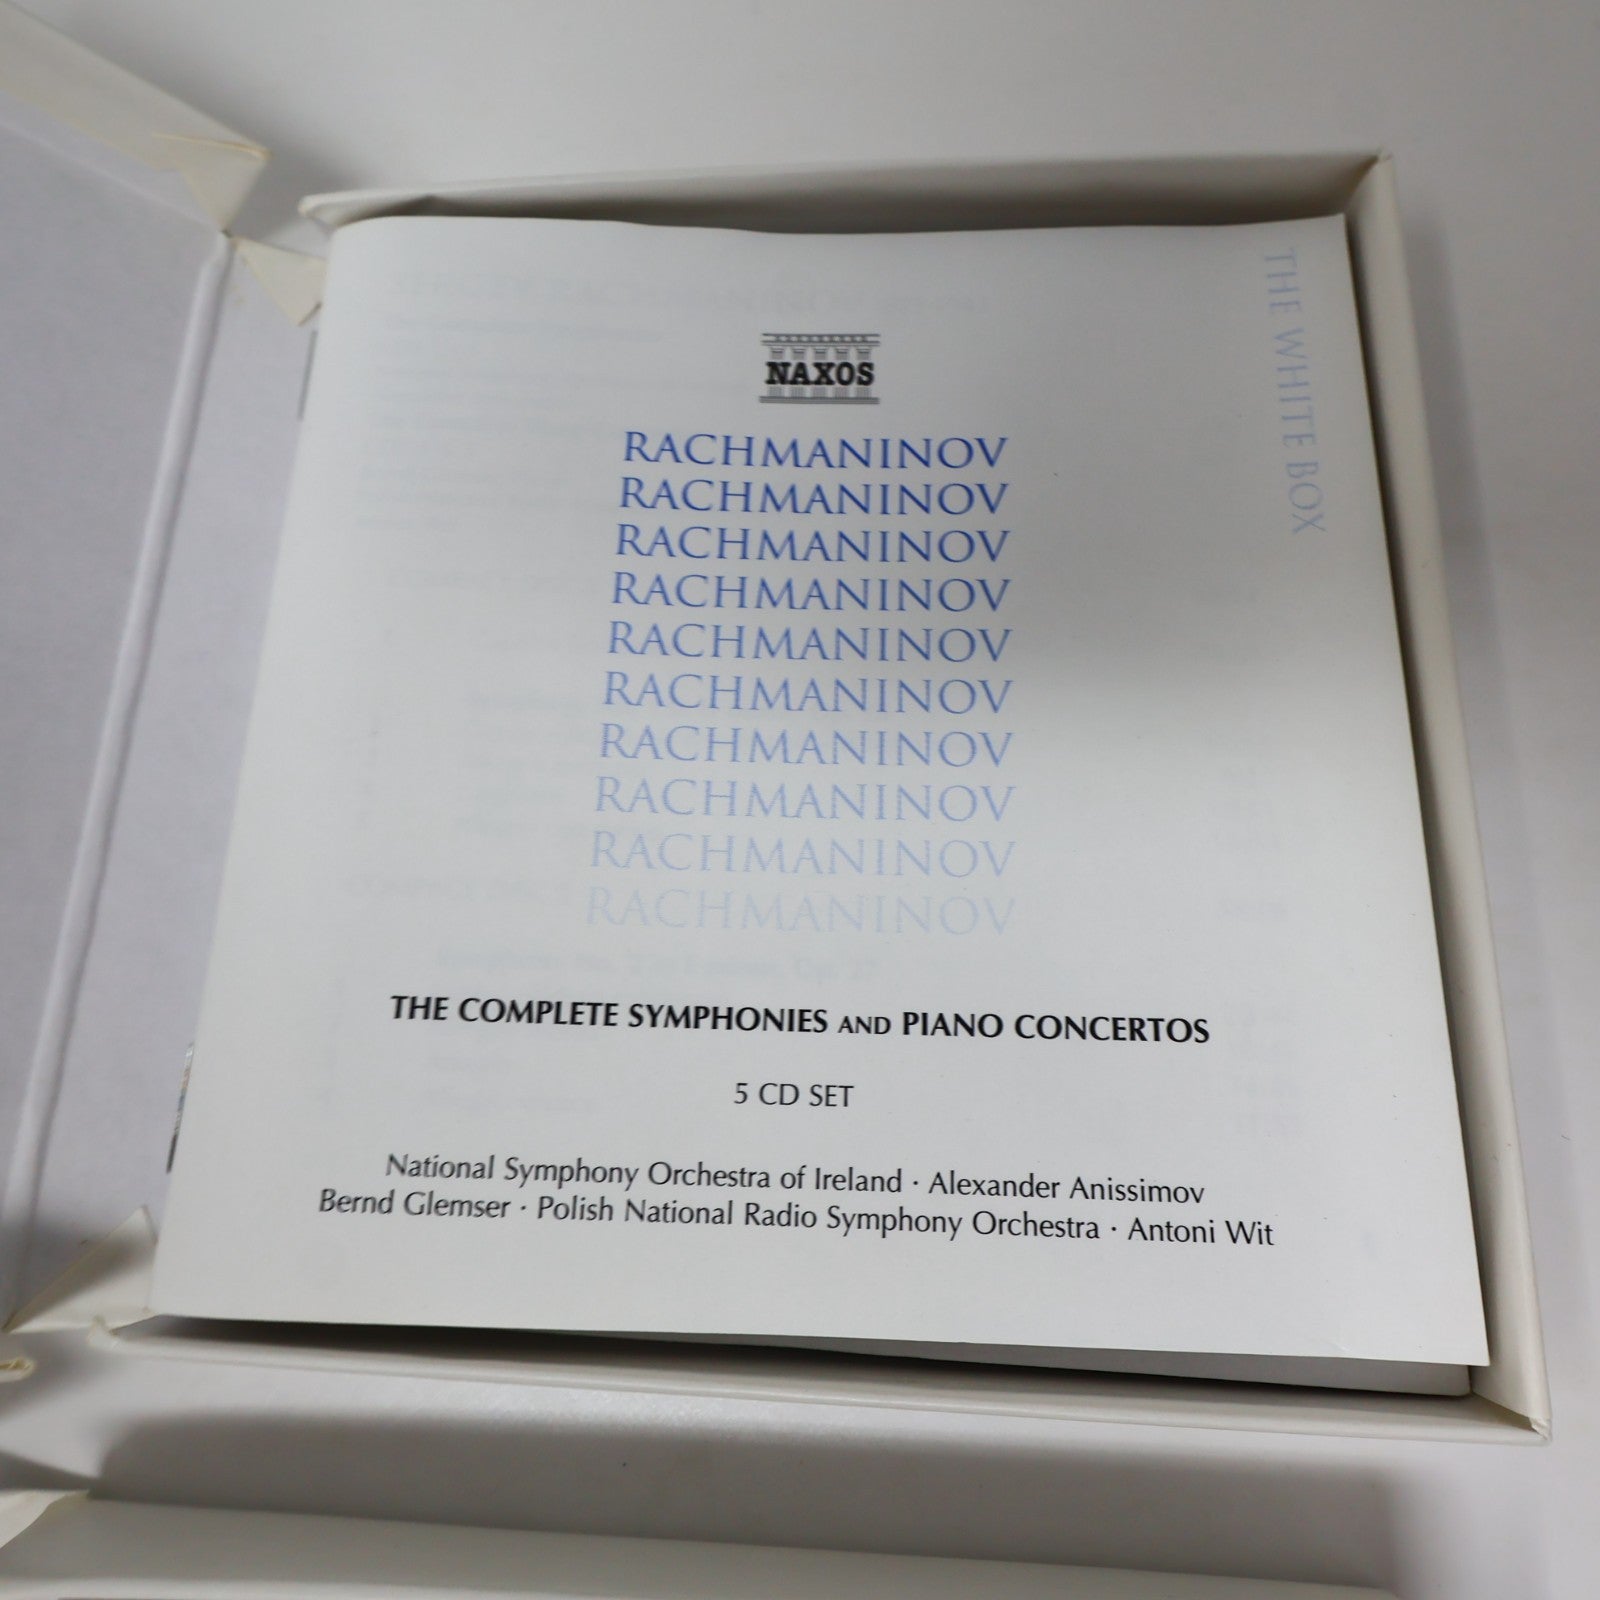 NAXOS
THE WHITE BOX
RACHMANINOV
RACHMANINOV
RACHMANINOV
RACHMANINOV
RACHMANINOV
RACHMANINOV
RACHMANINOV
RACHMANINOV
RACHMANINOV
RACHMANINOV
THE COMPLETE SYMPHONIES AND PIANO CONCERTOS
5 CD SET
National Symphony Orchestra of Ireland · Alexander Anissimov
Bernd Glemser · Polish National Radio Symphony Orchestra · Antoni Wit